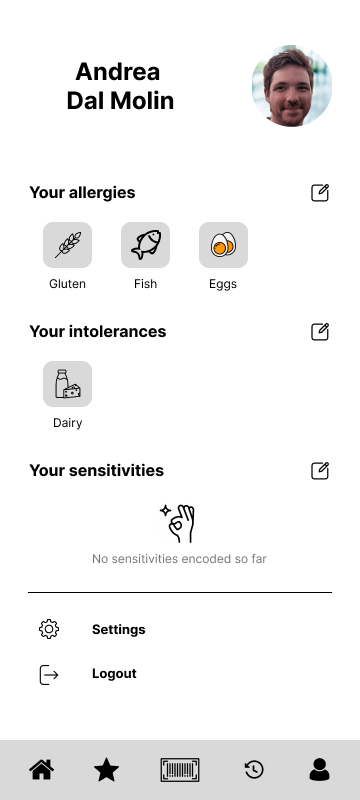 Andrea
Dal Molin
Your allergies
Gluten Fish Eggs
Your intolerances
Dairy
Your sensitivities
No sensitivities encoded so far
Settings
Logout